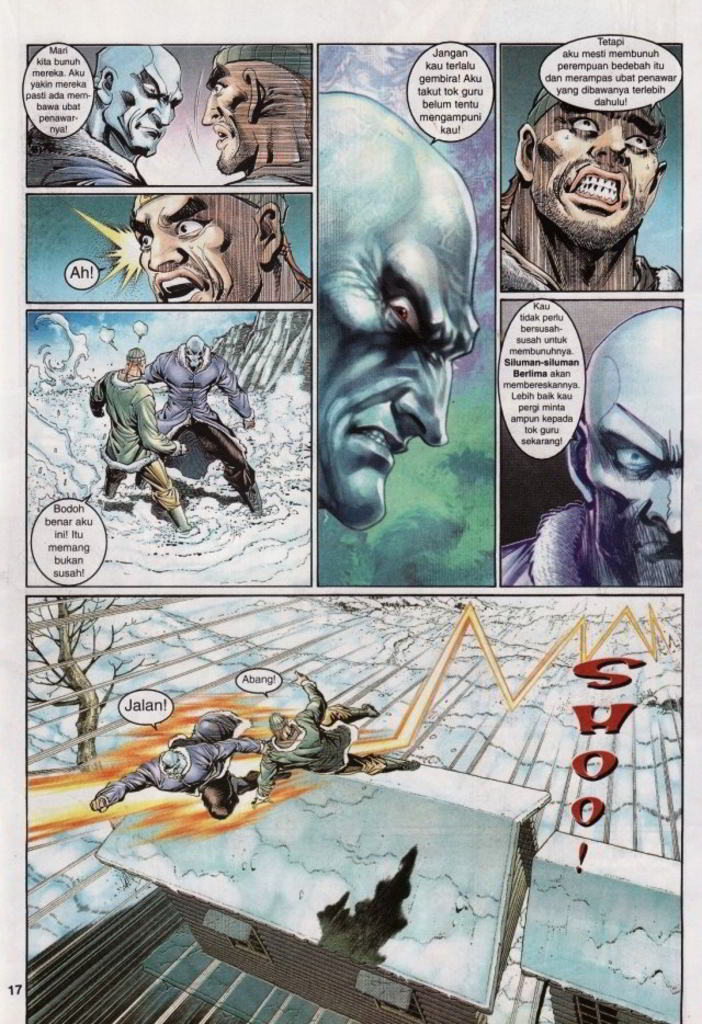 Mari
kita bunuh
mereka. Aku
yakin mereka
pasti ada mem-
bawa ubat
penawar-
nya!
Ah!
Bodoh
benar aku
ini! Itu
memang
bukan
susah!
Jangan
kau terlalu
gembira! Aku
takut tok guru
belum tentu
mengampuni
kau!
Tetapi
aku mesti membunuh
perempuan bedebah itu
dan merampas ubat penawar
yang dibawanya terlebih
dahulu!
Kau
tidak perlu
bersusah-
susah untuk
membunuhnya.
Siluman-siluman
Berlima akan
membereskannya.
Lebih baik kau
pergi minta
ampun kepada
tok guru
sekarang!
Jalan!
Abang!
SHOO!
17